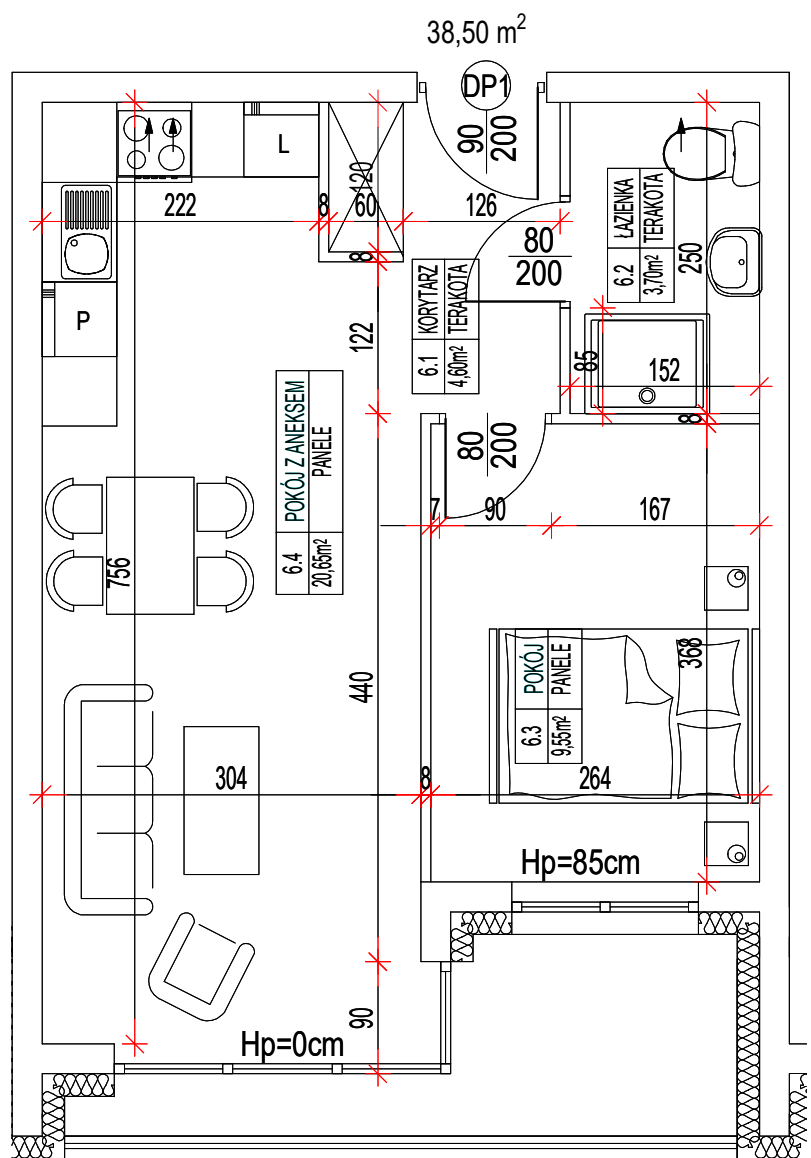 38,50 m²
DP1
90
200
L
120
222
8
60
126
8
80
200
6.2 ŁAZIENKA
3,70m² TERAKOTA
250
P
122
6.1 KORYTARZ
4,60m² TERAKOTA
85
152
8
80
200
6.4 POKÓJ Z ANEKSEM
20,65m² PANELE
7
90
167
756
440
6.3 POKÓJ
9,55m² PANELE
368
304
8
264
Hp=85cm
90
Hp=0cm